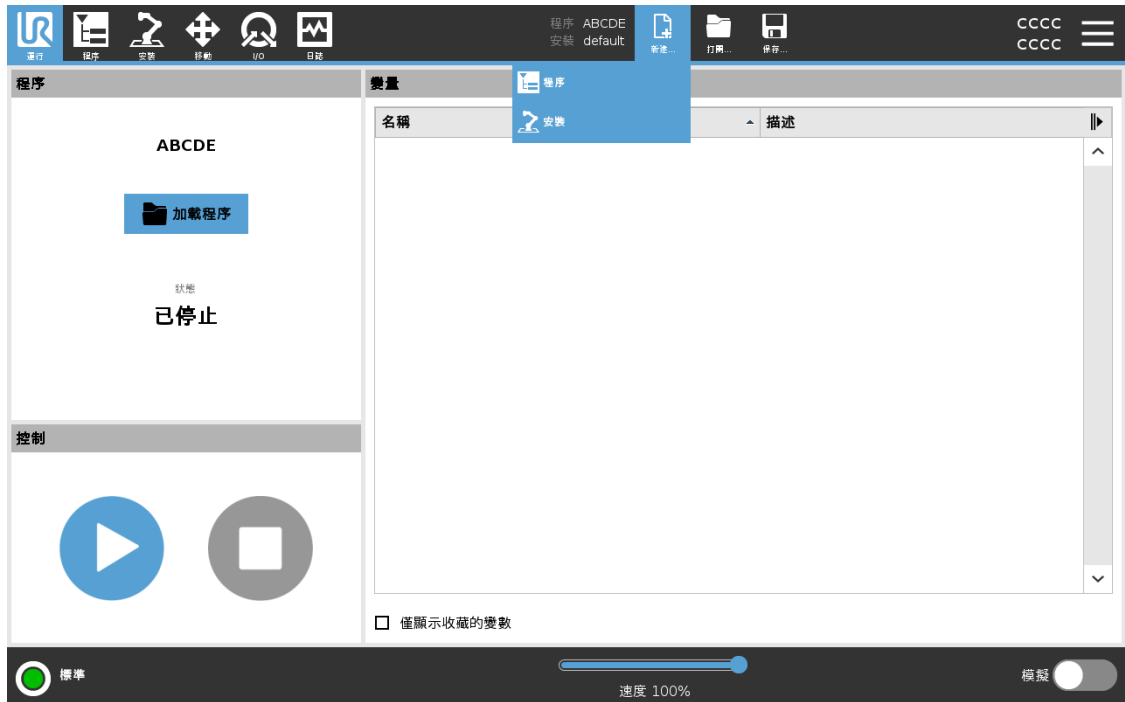 運行
程序
安裝
移動
I/O
日誌
程序 ABCDE
安裝 default
新進...
打開...
保存...
CCCC
CCCC
程序
安裝
程序
ABCDE
加載程序
狀態
已停止
控制
變量
名稱
描述
僅顯示收藏的變數
標準
速度 100%
模擬